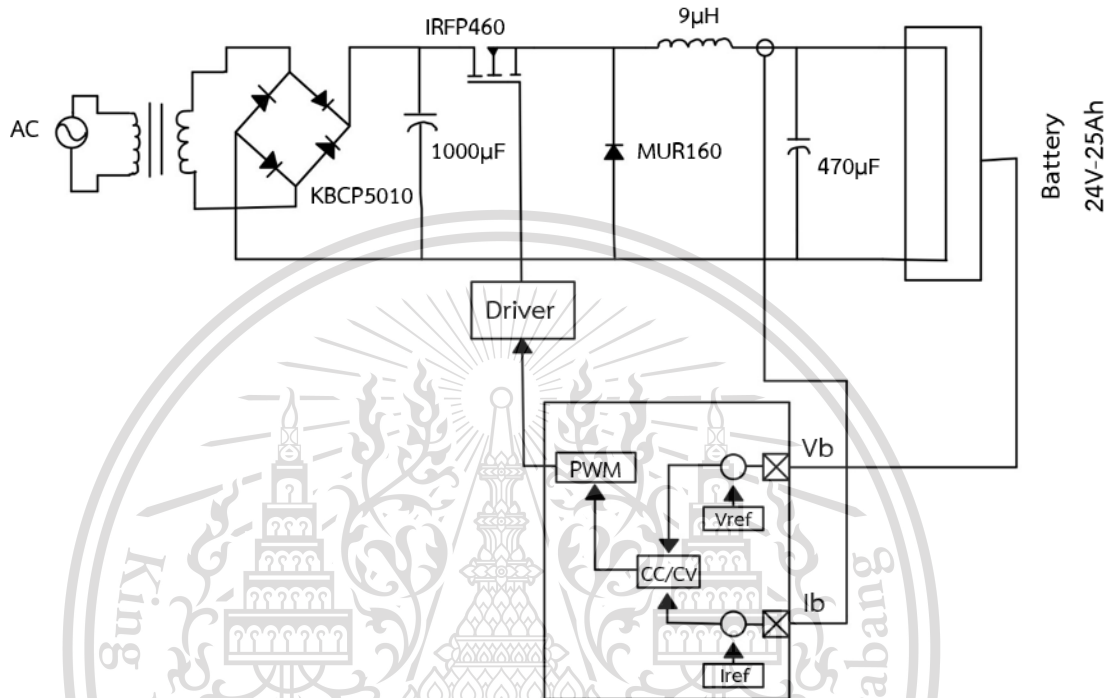 IRFP460
9µH
AC
1000µF
MUR160
470µF
KBCP5010
Battery
24V-25Ah
Driver
PWM
Vb
Vref
CC/CV
Ib
Iref
King
abang